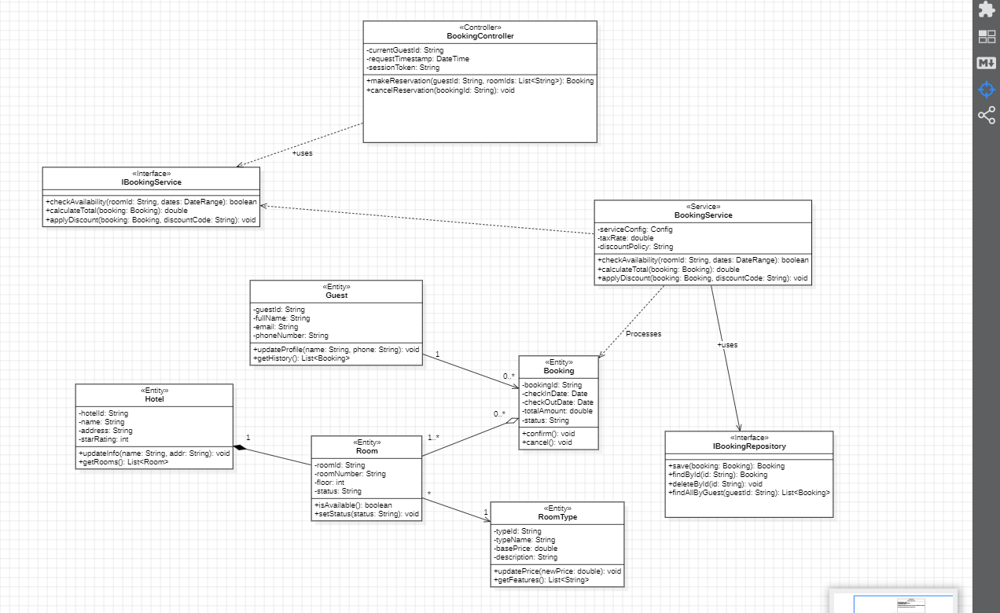 «Controller»
BookingController
-currentGuestId: String
-requestTimestamp: DateTime
-sessionToken: String
+makeReservation(guestId: String, roomIds: List<String>): Booking
+cancelReservation(bookingId: String): void
+uses
«Interface»
IBookingService
+checkAvailability(roomId: String, dates: DateRange): boolean
+calculateTotal(booking: Booking): double
+applyDiscount(booking: Booking, discountCode: String): void
«Service»
BookingService
-serviceConfig: Config
-taxRate: double
-discountPolicy: String
+checkAvailability(roomId: String, dates: DateRange): boolean
+calculateTotal(booking: Booking): double
+applyDiscount(booking: Booking, discountCode: String): void
«Entity»
Guest
-guestId: String
-fullName: String
-email: String
-phoneNumber: String
+updateProfile(name: String, phone: String): void
+getHistory(): List<Booking>
1
0..*
Processes
+uses
«Entity»
Booking
-bookingId: String
-checkInDate: Date
-checkOutDate: Date
-totalAmount: double
-status: String
+confirm(): void
+cancel(): void
«Entity»
Hotel
-hotelId: String
-name: String
-address: String
-starRating: int
+updateInfo(name: String, addr: String): void
+getRooms(): List<Room>
1
0..*
1..*
«Entity»
Room
-roomId: String
-roomNumber: String
-floor: int
-status: String
+isAvailable(): boolean
+setStatus(status: String): void
*
1
«Interface»
IBookingRepository
+save(booking: Booking): Booking
+findById(id: String): Booking
+deleteById(id: String): void
+findAllByGuest(guestId: String): List<Booking>
«Entity»
RoomType
-typeId: String
-typeName: String
-basePrice: double
-description: String
+updatePrice(newPrice: double): void
+getFeatures(): List<String>
M